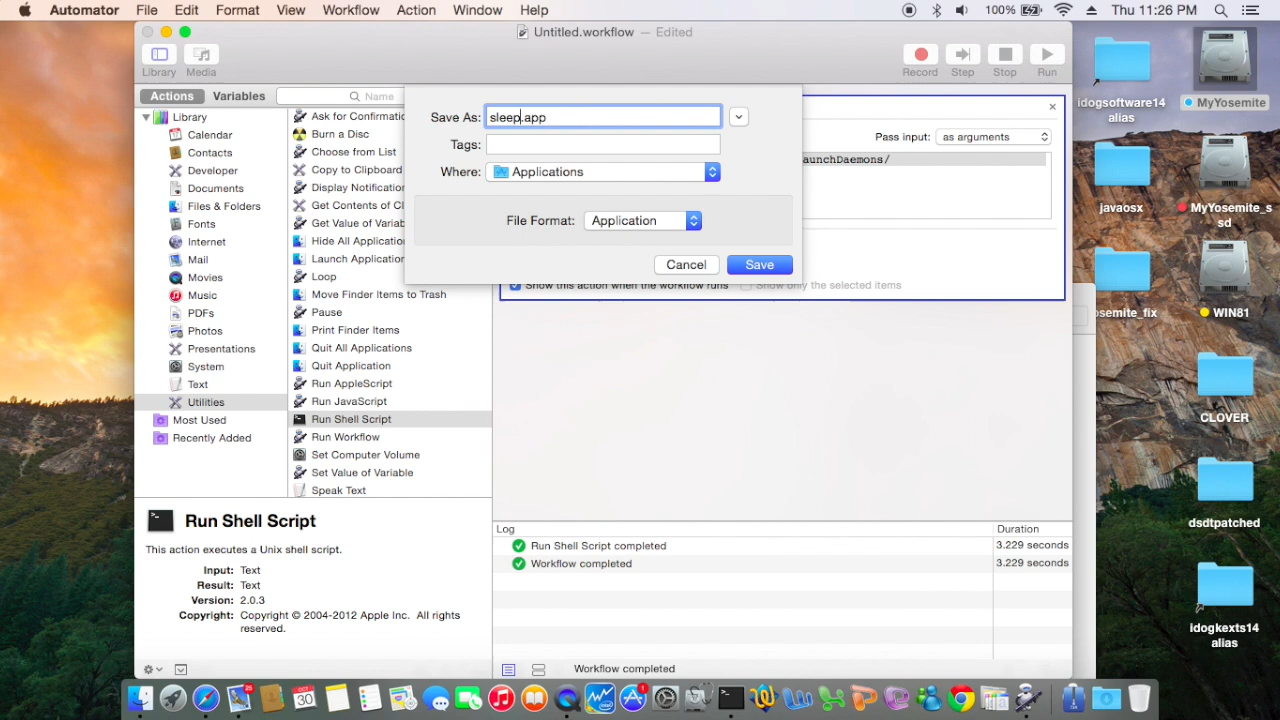 Automator File Edit Format View Workflow Action Window Help 100% Thu 11:26 PM
Untitled.workflow — Edited
Library Media Record Step Stop Run
Actions Variables Name
Save As: sleep.app
Tags:
Where: Applications
File Format: Application
Cancel Save
Pass input: as arguments
aunchDaemons/
Show this action when the workflow runs Show only the selected items
Library
Calendar
Contacts
Developer
Documents
Files & Folders
Fonts
Internet
Mail
Movies
Music
PDFs
Photos
Presentations
System
Text
Utilities
Most Used
Recently Added
Ask for Confirmatio
Burn a Disc
Choose from List
Copy to Clipboard
Display Notification
Get Contents of Cl
Get Value of Variab
Hide All Applicatio
Launch Application
Loop
Move Finder Items to Trash
Pause
Print Finder Items
Quit All Applications
Quit Application
Run AppleScript
Run JavaScript
Run Shell Script
Run Workflow
Set Computer Volume
Set Value of Variable
Speak Text
Run Shell Script
This action executes a Unix shell script.
Input: Text
Result: Text
Version: 2.0.3
Copyright: Copyright © 2004-2012 Apple Inc. All rights
reserved.
Log Duration
Run Shell Script completed 3.229 seconds
Workflow completed 3.229 seconds
Workflow completed
idogsoftware14
alias
MyYosemite
javaosx
MyYosemite_s
sd
osemite_fix
WIN81
CLOVER
dsdtpatched
idogkexts14
alias